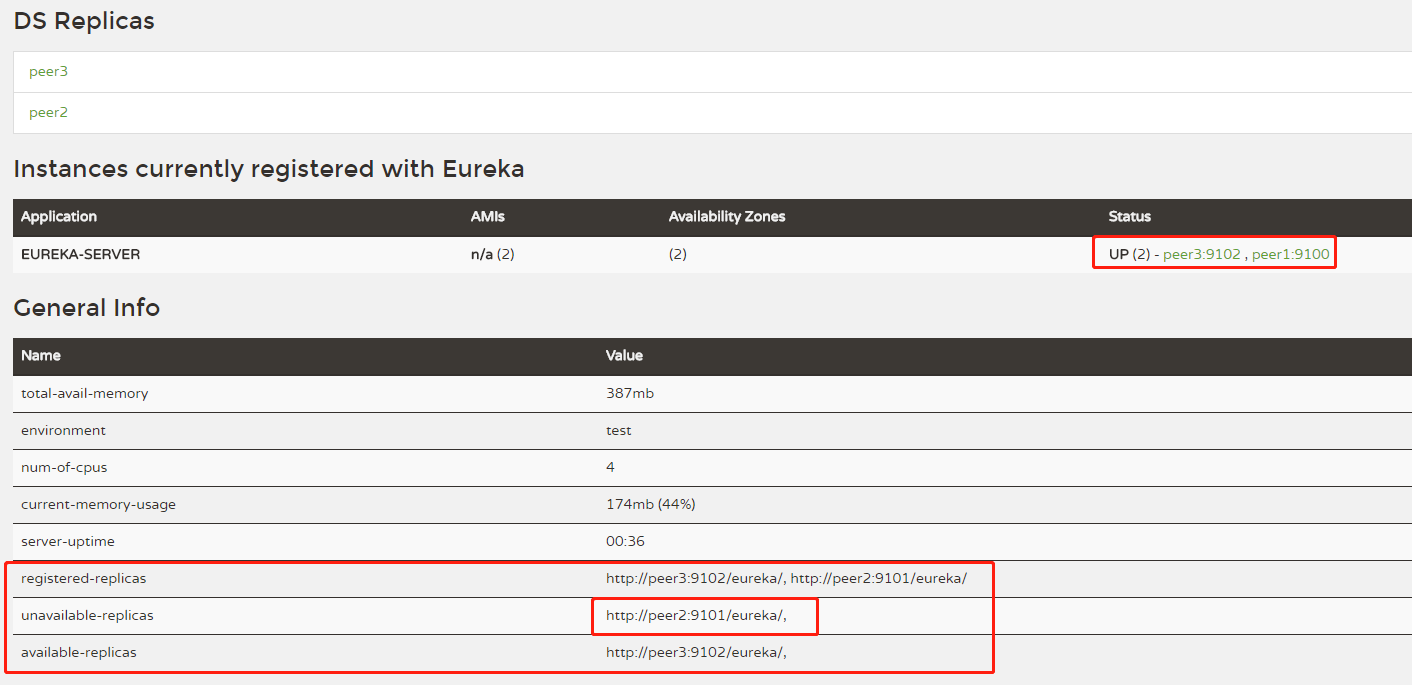 DS Replicas
peer3
peer2
Instances currently registered with Eureka
Application AMIs Availability Zones Status
EUREKA-SERVER n/a (2) (2) UP (2) - peer3:9102 , peer1:9100
General Info
Name Value
total-avail-memory 387mb
environment test
num-of-cpus 4
current-memory-usage 174mb (44%)
server-uptime 00:36
registered-replicas http://peer3:9102/eureka/, http://peer2:9101/eureka/
unavailable-replicas http://peer2:9101/eureka/,
available-replicas http://peer3:9102/eureka/,